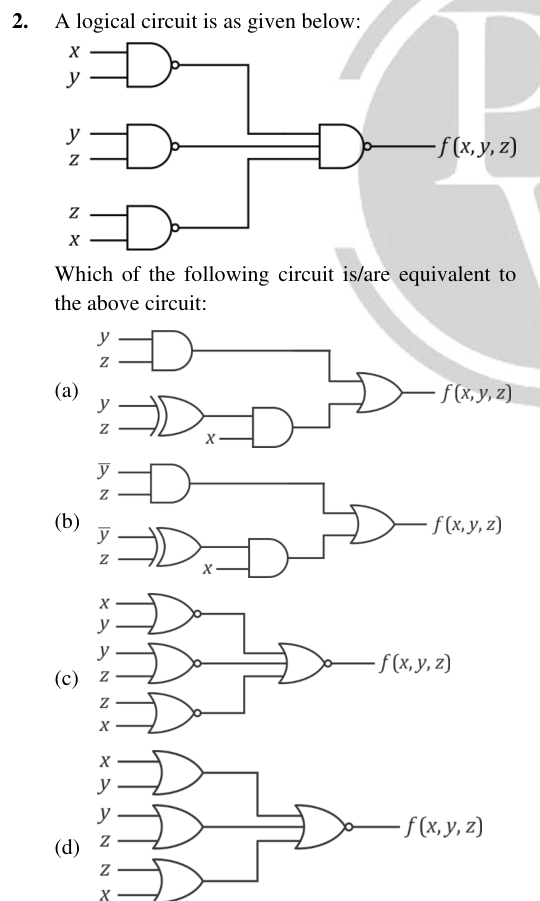 2. A logical circuit is as given below:
x
y
y
z
f(x, y, z)
z
x
Which of the following circuit is/are equivalent to
the above circuit:
y
z
(a)
f(x, y, z)
y
z
x
y̅
z
(b)
f(x, y, z)
y̅
z
x
x
y
y
(c) z
f(x, y, z)
z
x
x
y
y
f(x, y, z)
(d) z
z
x